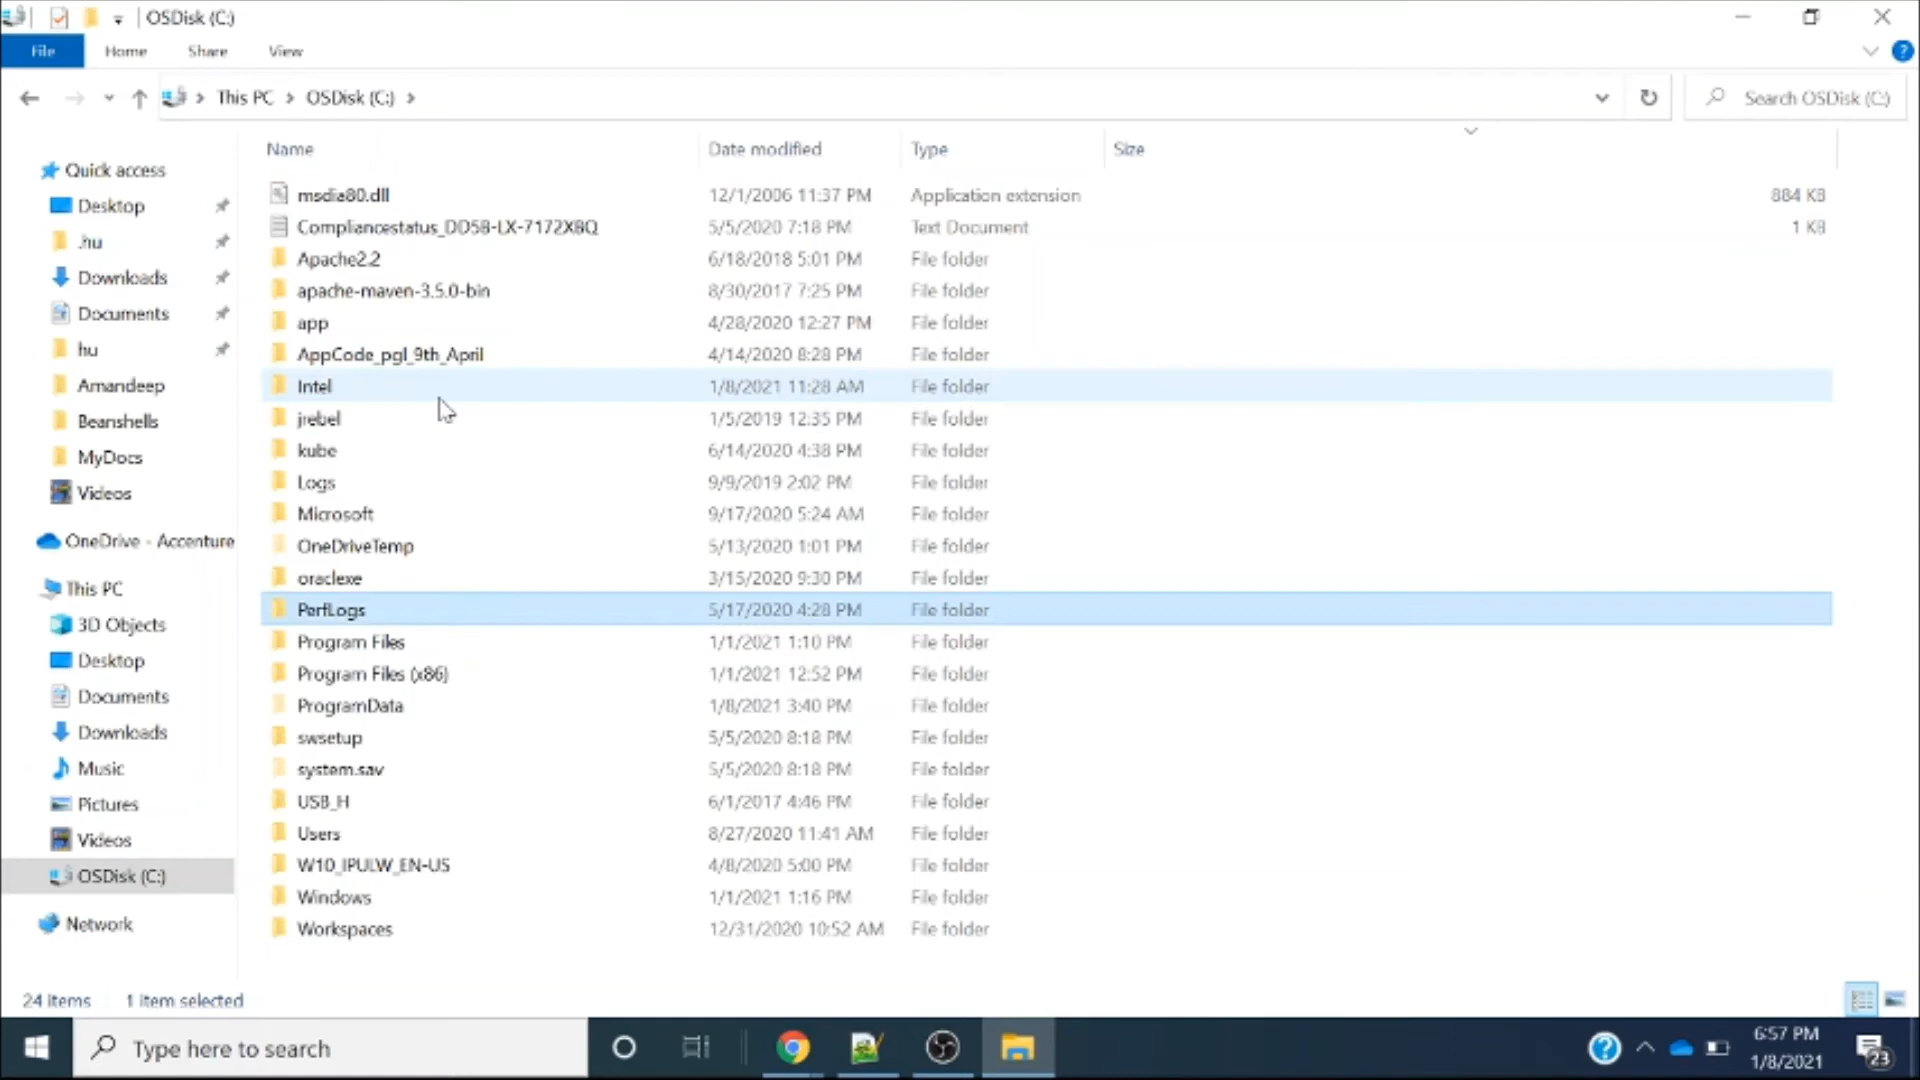 OSDisk (C:)
File Home Share View
This PC OSDisk (C:) Search OSDisk (C:)
Name Date modified Type Size
Quick access
Desktop
.hu
Downloads
Documents
hu
Amandeep
Beanshells
MyDocs
Videos
OneDrive - Accenture
This PC
3D Objects
Desktop
Documents
Downloads
Music
Pictures
Videos
OSDisk (C:)
Network
msdia80.dll 12/1/2006 11:37 PM Application extension 884 KB
Compliancestatus_DD58-LX-7172XBQ 5/5/2020 7:18 PM Text Document 1 KB
Apache2.2 6/18/2018 5:01 PM File folder
apache-maven-3.5.0-bin 8/30/2017 7:25 PM File folder
app 4/28/2020 12:27 PM File folder
AppCode_pgl_9th_April 4/14/2020 8:28 PM File folder
Intel 1/8/2021 11:28 AM File folder
jrebel 1/5/2019 12:35 PM File folder
kube 6/14/2020 4:38 PM File folder
Logs 9/9/2019 2:02 PM File folder
Microsoft 9/17/2020 5:24 AM File folder
OneDriveTemp 5/13/2020 1:01 PM File folder
oraclexe 3/15/2020 9:30 PM File folder
PerfLogs 5/17/2020 4:28 PM File folder
Program Files 1/1/2021 1:10 PM File folder
Program Files (x86) 1/1/2021 12:52 PM File folder
ProgramData 1/8/2021 3:40 PM File folder
swsetup 5/5/2020 8:18 PM File folder
system.sav 5/5/2020 8:18 PM File folder
USB_H 6/1/2017 4:46 PM File folder
Users 8/27/2020 11:41 AM File folder
W10_IPULW_EN-US 4/8/2020 5:00 PM File folder
Windows 1/1/2021 1:16 PM File folder
Workspaces 12/31/2020 10:52 AM File folder
24 items 1 item selected
Type here to search
6:57 PM
1/8/2021
23